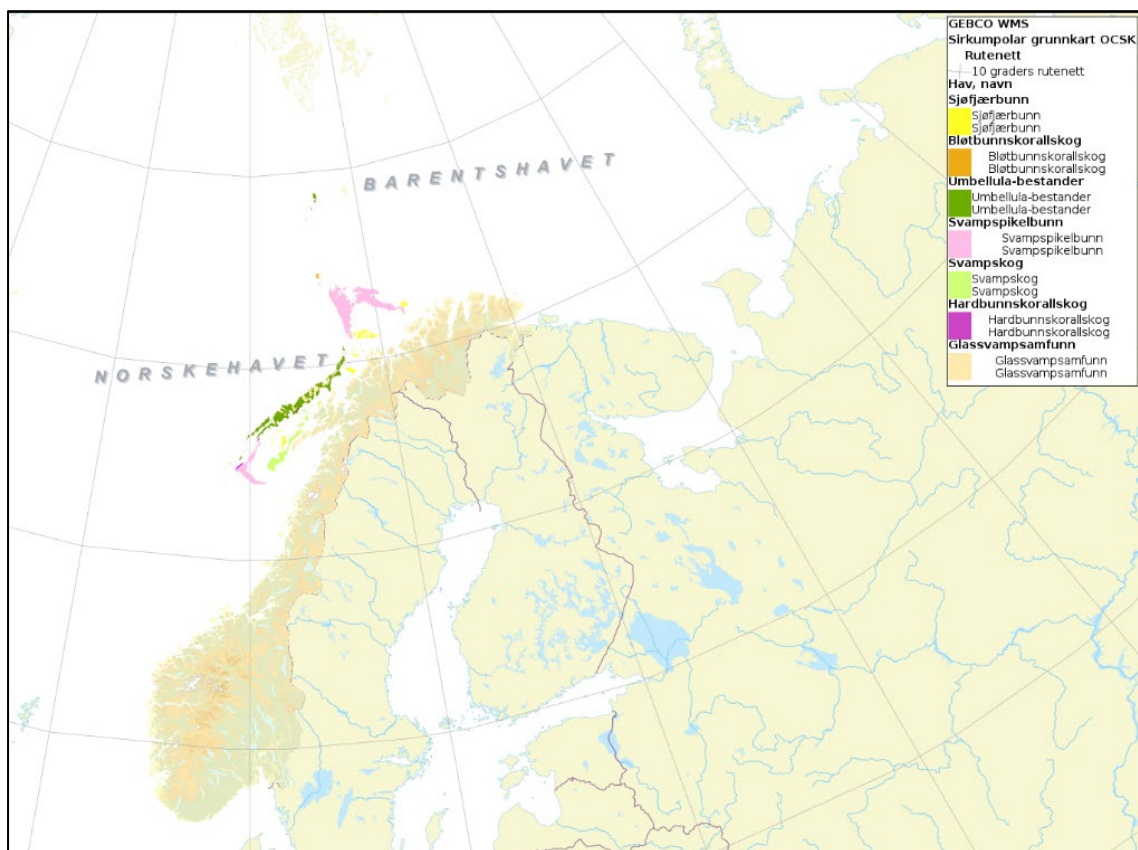 GEBCO WMS
Sirkumpolar grunnkart OCSK
Rutenett
10 graders rutenett
Hav, navn
Sjøfjærbunn
Sjøfjærbunn
Sjøfjærbunn
Bløtbunnskorallskog
Bløtbunnskorallskog
Bløtbunnskorallskog
Umbellula-bestander
Umbellula-bestander
Umbellula-bestander
Svampspikelbunn
Svampspikelbunn
Svampspikelbunn
Svampskog
Svampskog
Svampskog
Hardbunnskorallskog
Hardbunnskorallskog
Hardbunnskorallskog
Glassvampsamfunn
Glassvampsamfunn
Glassvampsamfunn
BARENTSHAVET
NORSKEHAVET